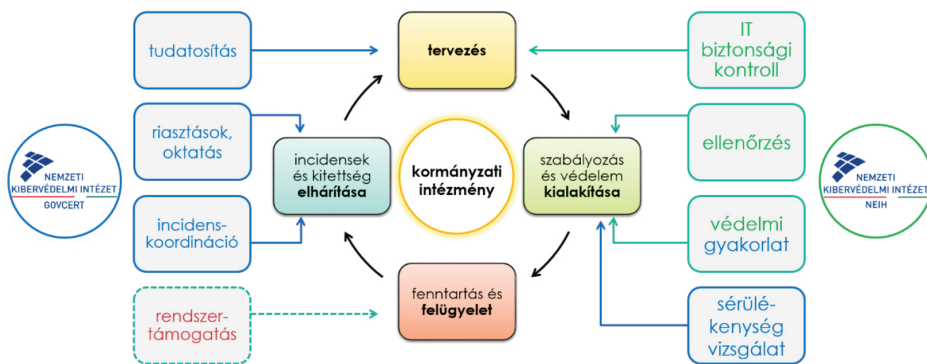 tudatosítás
tervezés
IT
biztonsági
kontroll
riasztások,
oktatás
incidensek
és kitettség
elhárítása
kormányzati
intézmény
szabályozás
és védelem
kialakítása
ellenőrzés
NEMZETI
KIBERVÉDELMI INTÉZET
GOVCERT
NEMZETI
KIBERVÉDELMI INTÉZET
NEIH
incidens-
koordináció
védelmi
gyakorlat
fenntartás és
felügyelet
rendszer-
támogatás
sérülé-
kenység
vizsgálat